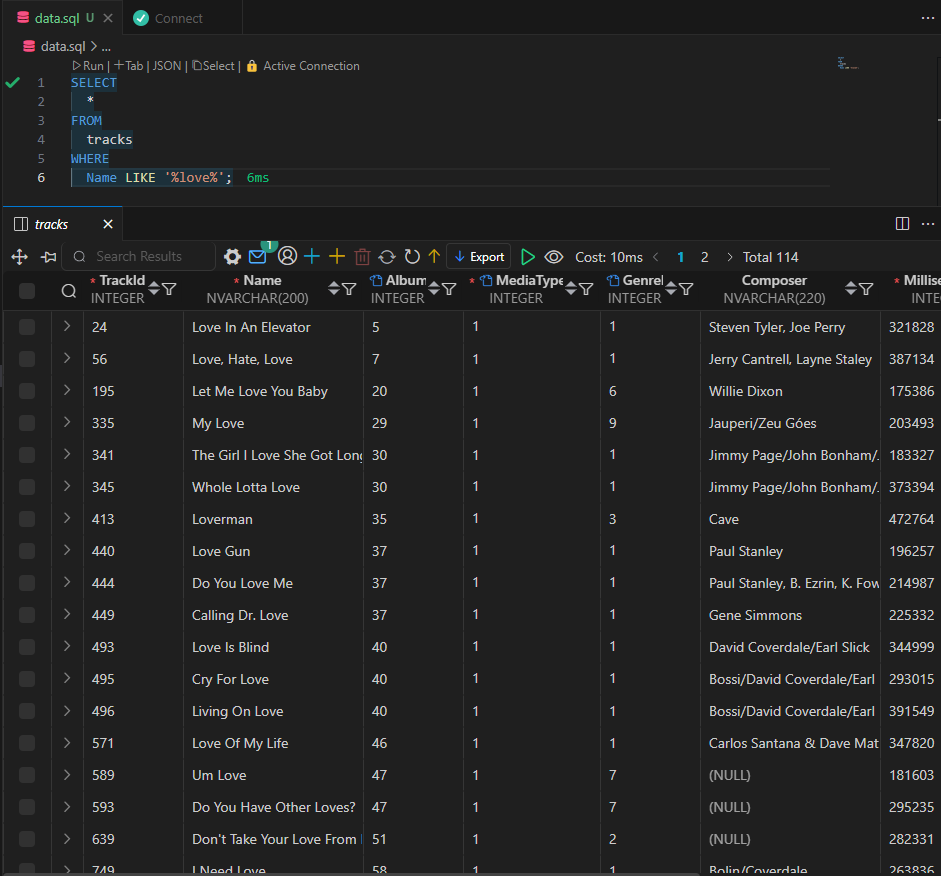 data.sql U
Connect
data.sql > ...
Run | +Tab | JSON | Select | Active Connection
1 SELECT
2 *
3 FROM
4 tracks
5 WHERE
6 Name LIKE '%love%'; 6ms
tracks
Search Results 1 Export Cost: 10ms 1 2 Total 114
* TrackId * Name Album * MediaType Genre Composer * Millise
INTEGER NVARCHAR(200) INTEGER INTEGER INTEGER NVARCHAR(220) INTE
24 Love In An Elevator 5 1 1 Steven Tyler, Joe Perry 321828
56 Love, Hate, Love 7 1 1 Jerry Cantrell, Layne Staley 387134
195 Let Me Love You Baby 20 1 6 Willie Dixon 175386
335 My Love 29 1 9 Jauperi/Zeu Góes 203493
341 The Girl I Love She Got Long 30 1 1 Jimmy Page/John Bonham/. 183327
345 Whole Lotta Love 30 1 1 Jimmy Page/John Bonham/. 373394
413 Loverman 35 1 3 Cave 472764
440 Love Gun 37 1 1 Paul Stanley 196257
444 Do You Love Me 37 1 1 Paul Stanley, B. Ezrin, K. Fow 214987
449 Calling Dr. Love 37 1 1 Gene Simmons 225332
493 Love Is Blind 40 1 1 David Coverdale/Earl Slick 344999
495 Cry For Love 40 1 1 Bossi/David Coverdale/Earl 293015
496 Living On Love 40 1 1 Bossi/David Coverdale/Earl 391549
571 Love Of My Life 46 1 1 Carlos Santana & Dave Mat 347820
589 Um Love 47 1 7 (NULL) 181603
593 Do You Have Other Loves? 47 1 7 (NULL) 295235
639 Don't Take Your Love From 51 1 2 (NULL) 282331
749 I Need Love 58 1 1 Bolin/Coverdale 263836